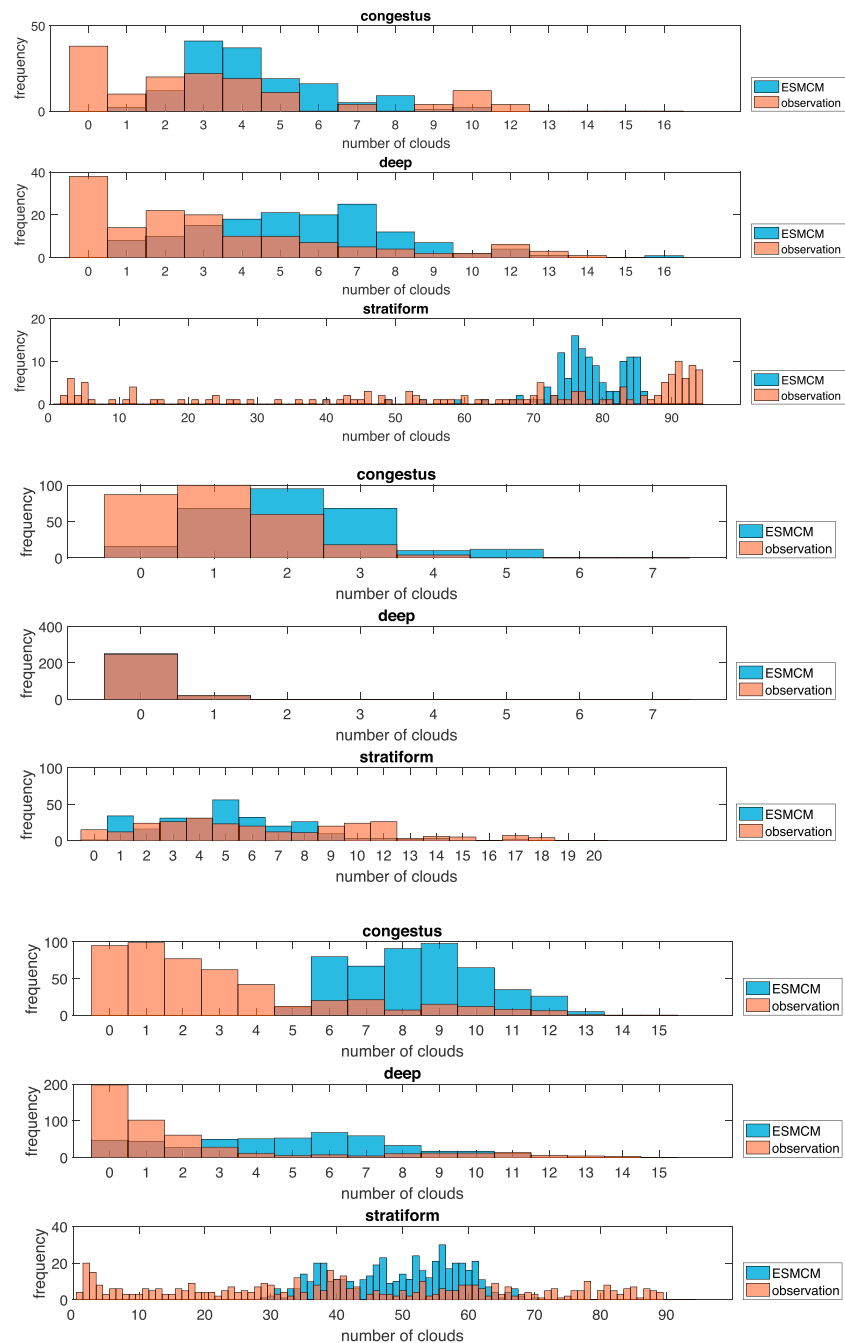 congestus
50
0
frequency
0 1 2 3 4 5 6 7 8 9 10 11 12 13 14 15 16
number of clouds
ESMCM
observation
deep
40
20
0
frequency
0 1 2 3 4 5 6 7 8 9 10 11 12 13 14 15 16
number of clouds
ESMCM
observation
stratiform
20
10
0
frequency
0 10 20 30 40 50 60 70 80 90
number of clouds
ESMCM
observation
congestus
100
50
0
frequency
0 1 2 3 4 5 6 7
number of clouds
ESMCM
observation
deep
400
200
0
frequency
0 1 2 3 4 5 6 7
number of clouds
ESMCM
observation
stratiform
100
50
0
frequency
0 1 2 3 4 5 6 7 8 9 10 12 13 14 15 16 17 18 19 20
number of clouds
ESMCM
observation
congestus
100
50
0
frequency
0 1 2 3 4 5 6 7 8 9 10 11 12 13 14 15
number of clouds
ESMCM
observation
deep
200
100
0
frequency
0 1 2 3 4 5 6 7 8 9 10 11 12 13 14 15
number of clouds
ESMCM
observation
stratiform
40
20
0
frequency
0 10 20 30 40 50 60 70 80 90
number of clouds
ESMCM
observation